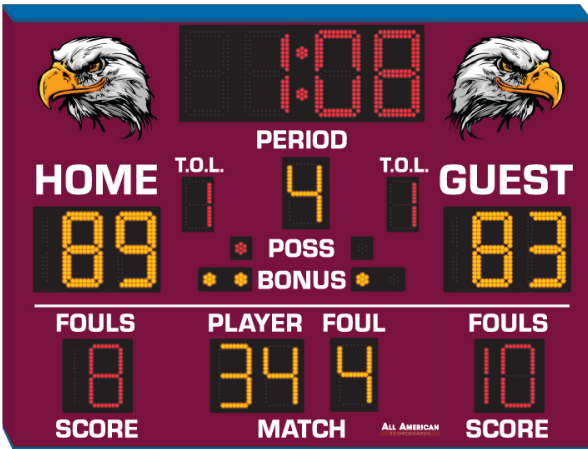 1:08
PERIOD
HOME T.O.L. 1 4 T.O.L. 1 GUEST
89 POSS 83
BONUS
FOULS PLAYER FOUL FOULS
8 34 4 10
SCORE MATCH ALL AMERICAN SCOREBOARDS SCORE